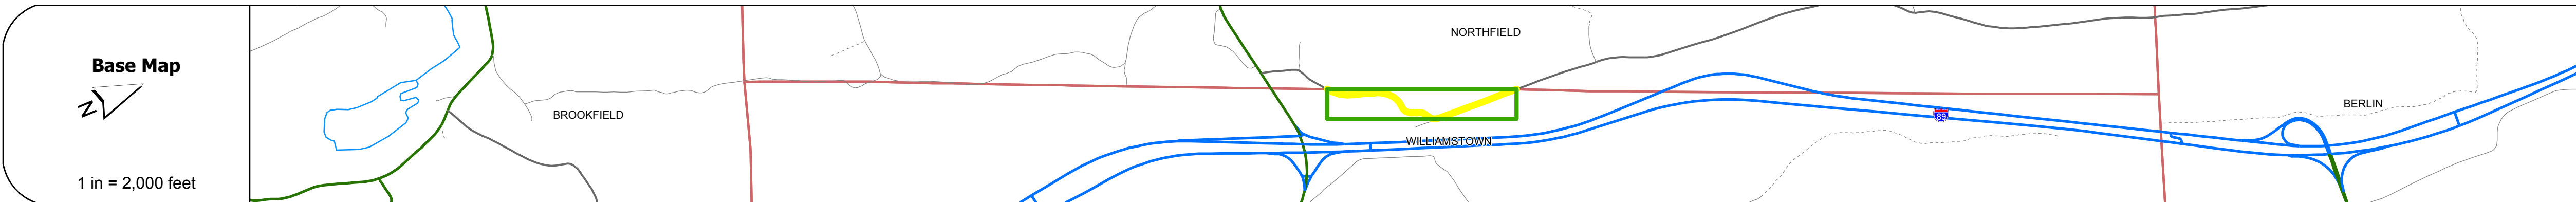 Base Map
N
1 in = 2,000 feet
BROOKFIELD
NORTHFIELD
WILLIAMSTOWN
89
BERLIN